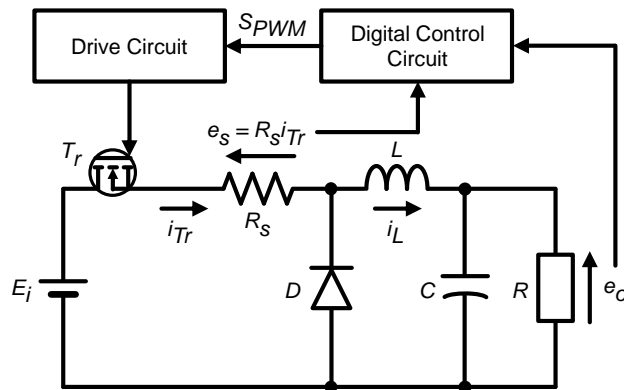 Drive Circuit
S_PWM
Digital Control
Circuit
e_s = R_s i_Tr
T_r
L
i_Tr
R_s
i_L
E_i
D
C
R
e_o